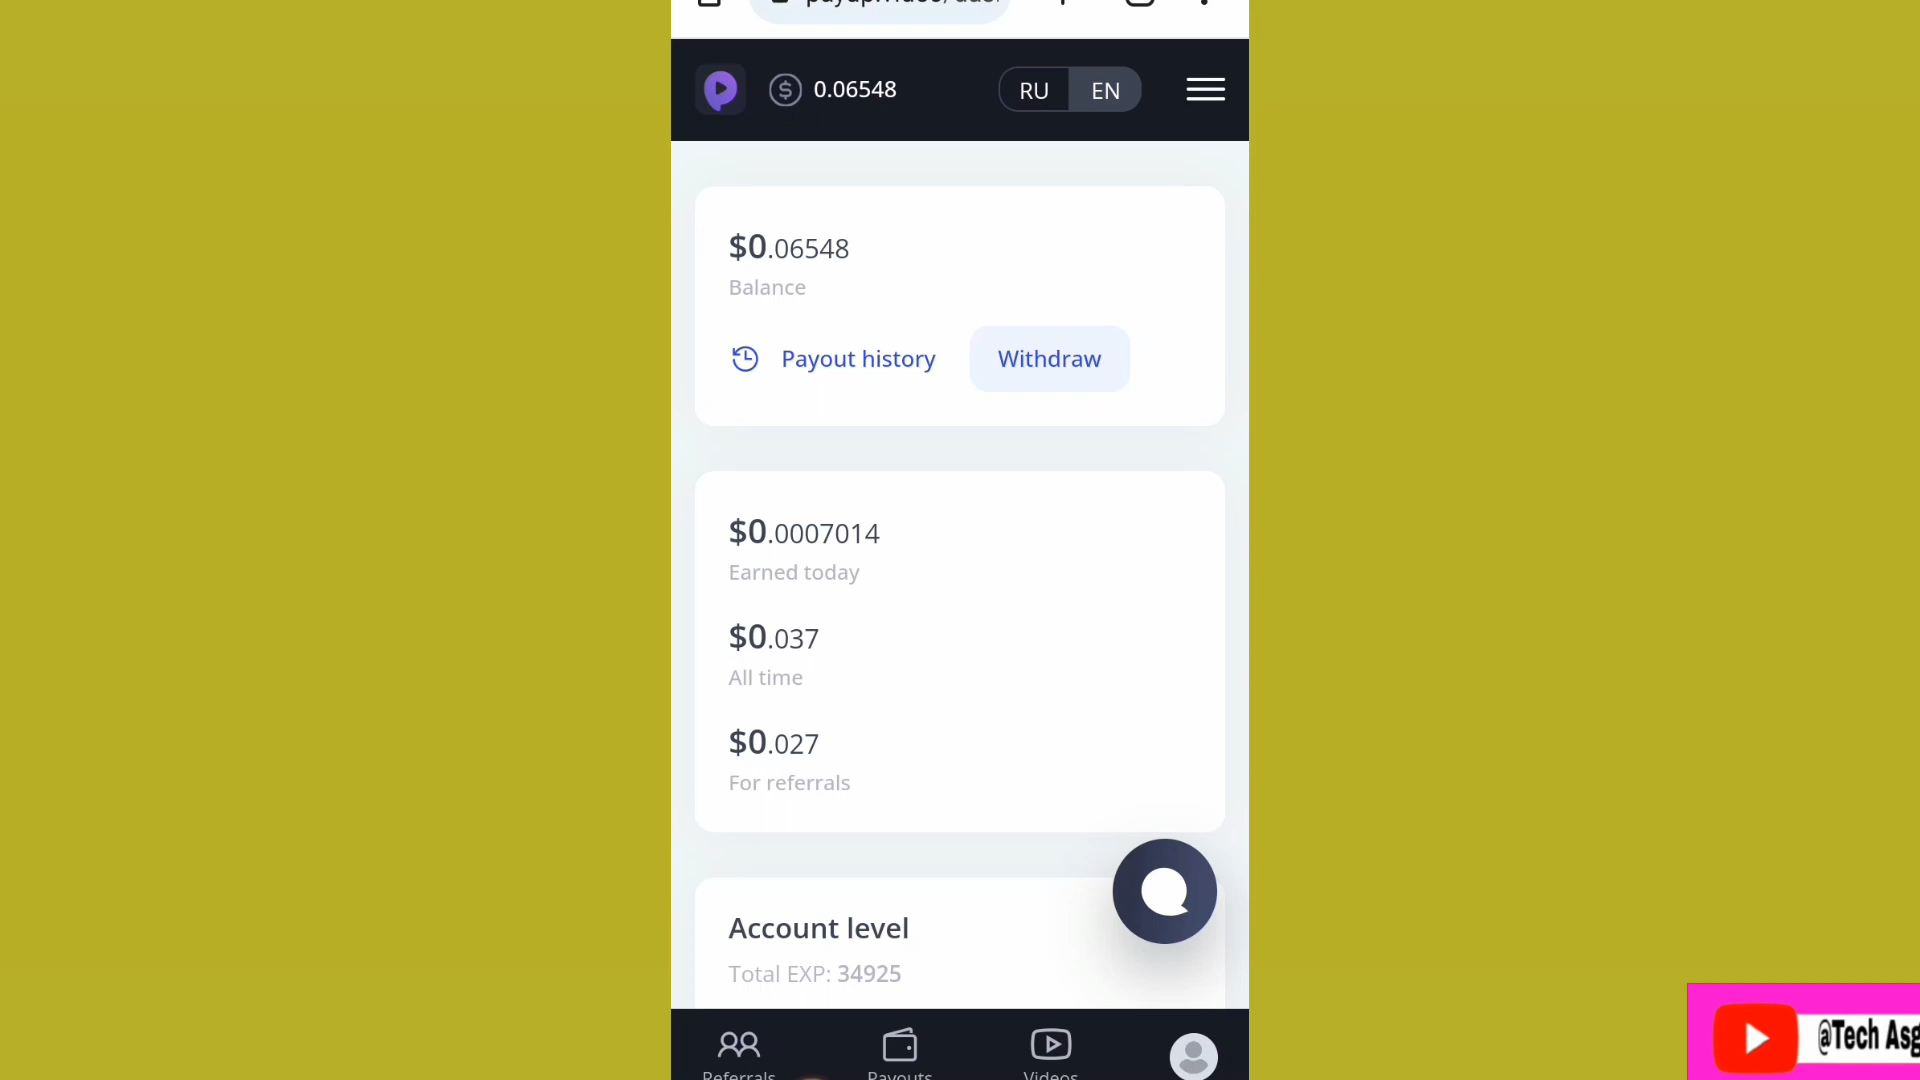 0.06548
RU
EN
$0.06548
Balance
Payout history
Withdraw
$0.0007014
Earned today
$0.037
All time
$0.027
For referrals
Account level
Total EXP: 34925
Referrals
Payouts
Videos
@Tech